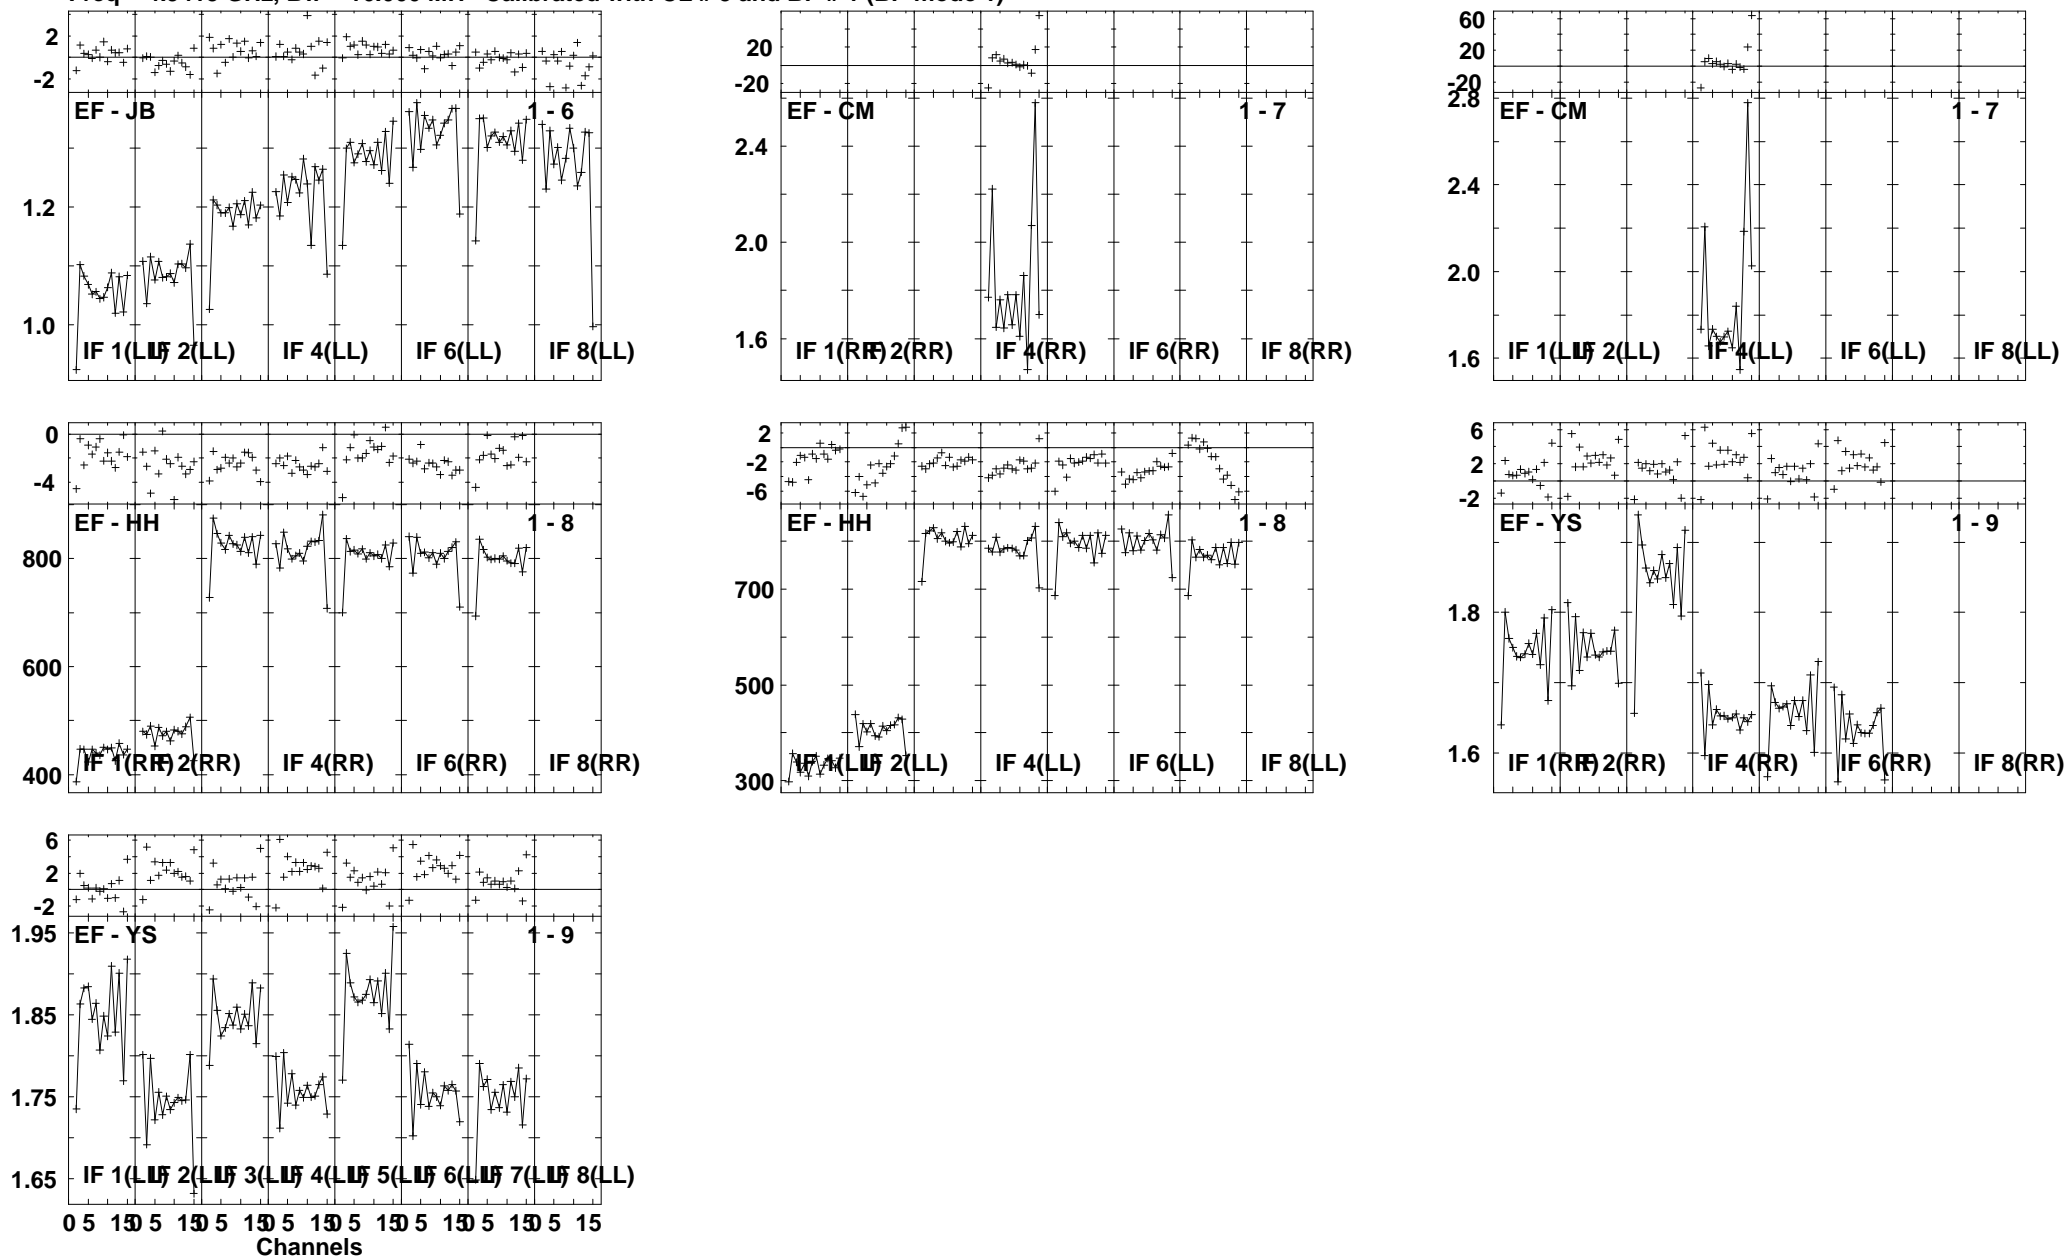 2
-2
EF - JB
1 - 6
1.2
1.0
IF 1(LL)
IF 2(LL)
IF 4(LL)
IF 6(LL)
IF 8(LL)
20
-20
EF - CM
1 - 7
2.4
2.0
1.6
IF 1(RR)
IF 2(RR)
IF 4(RR)
IF 6(RR)
IF 8(RR)
60
20
-20
2.8
EF - CM
1 - 7
2.4
2.0
1.6
IF 1(LL)
IF 2(LL)
IF 4(LL)
IF 6(LL)
IF 8(LL)
0
-4
EF - HH
1 - 8
800
600
400
IF 1(RR)
IF 2(RR)
IF 4(RR)
IF 6(RR)
IF 8(RR)
2
-2
-6
EF - HH
1 - 8
700
500
300
IF 1(LL)
IF 2(LL)
IF 4(LL)
IF 6(LL)
IF 8(LL)
6
2
-2
EF - YS
1 - 9
1.8
1.6
IF 1(RR)
IF 2(RR)
IF 4(RR)
IF 6(RR)
IF 8(RR)
6
2
-2
1.95
EF - YS
1 - 9
1.85
1.75
1.65
IF 1(LL)
IF 2(LL)
IF 3(LL)
IF 4(LL)
IF 5(LL)
IF 6(LL)
IF 7(LL)
IF 8(LL)
0 5 15
0 5 15
0 5 15
0 5 15
0 5 15
0 5 15
0 5 15
0 5 15
Channels